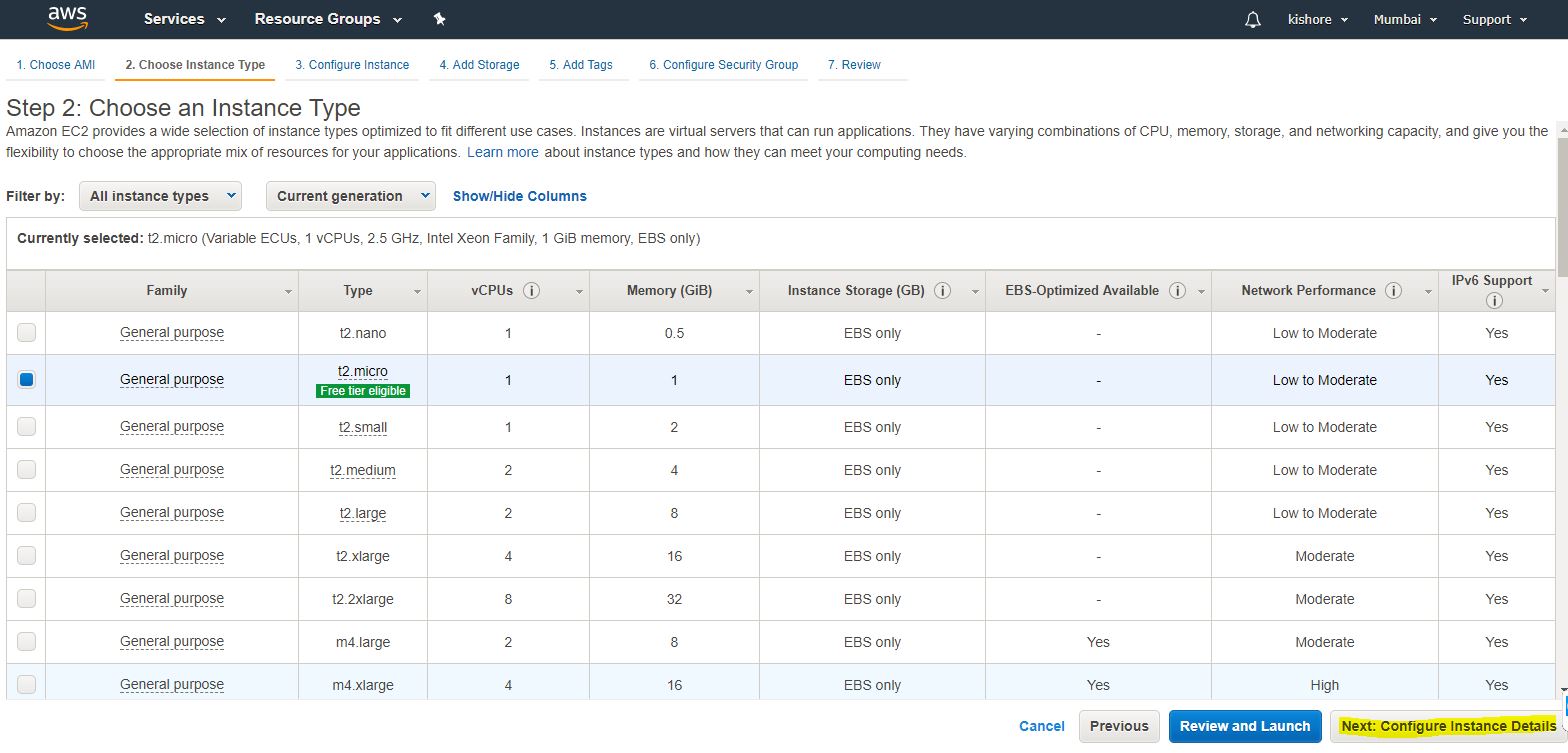 aws Services Resource Groups kishore Mumbai Support
1. Choose AMI 2. Choose Instance Type 3. Configure Instance 4. Add Storage 5. Add Tags 6. Configure Security Group 7. Review
Step 2: Choose an Instance Type
Amazon EC2 provides a wide selection of instance types optimized to fit different use cases. Instances are virtual servers that can run applications. They have varying combinations of CPU, memory, storage, and networking capacity, and give you the
flexibility to choose the appropriate mix of resources for your applications. Learn more about instance types and how they can meet your computing needs.
Filter by: All instance types Current generation Show/Hide Columns
Currently selected: t2.micro (Variable ECUs, 1 vCPUs, 2.5 GHz, Intel Xeon Family, 1 GiB memory, EBS only)
Family Type vCPUs Memory (GiB) Instance Storage (GB) EBS-Optimized Available Network Performance IPv6 Support
General purpose t2.nano 1 0.5 EBS only - Low to Moderate Yes
General purpose t2.micro 1 1 EBS only - Low to Moderate Yes
Free tier eligible
General purpose t2.small 1 2 EBS only - Low to Moderate Yes
General purpose t2.medium 2 4 EBS only - Low to Moderate Yes
General purpose t2.large 2 8 EBS only - Low to Moderate Yes
General purpose t2.xlarge 4 16 EBS only - Moderate Yes
General purpose t2.2xlarge 8 32 EBS only - Moderate Yes
General purpose m4.large 2 8 EBS only Yes Moderate Yes
General purpose m4.xlarge 4 16 EBS only Yes High Yes
Cancel Previous Review and Launch Next: Configure Instance Details